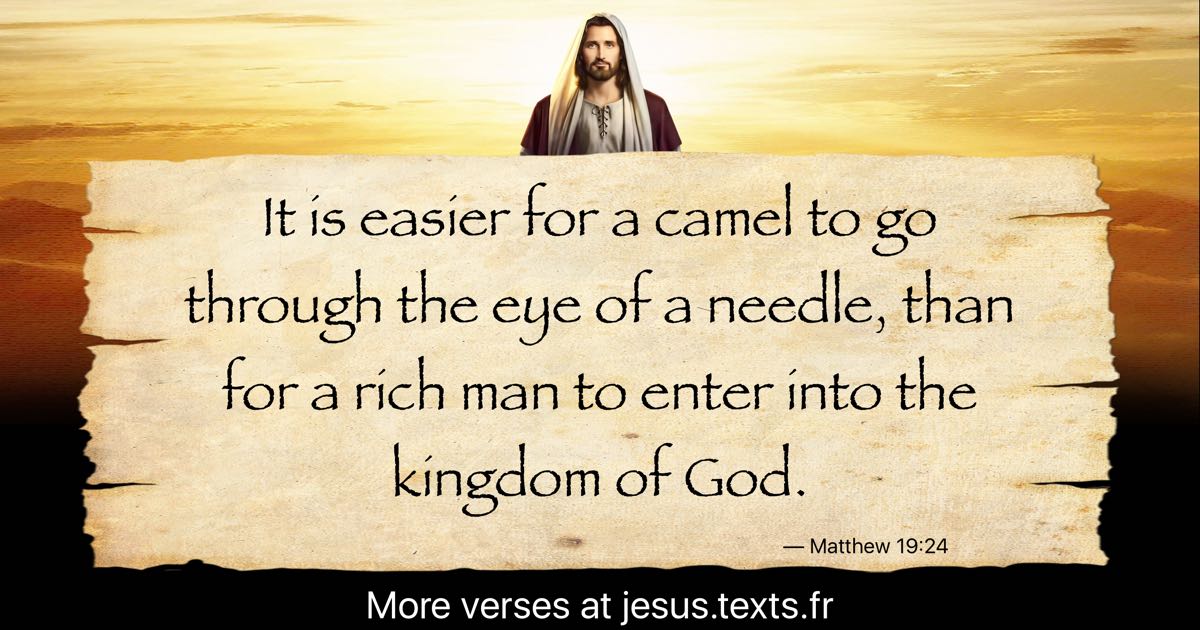 It is easier for a camel to go
through the eye of a needle, than
for a rich man to enter into the
kingdom of God.
— Matthew 19:24
More verses at jesus.texts.fr